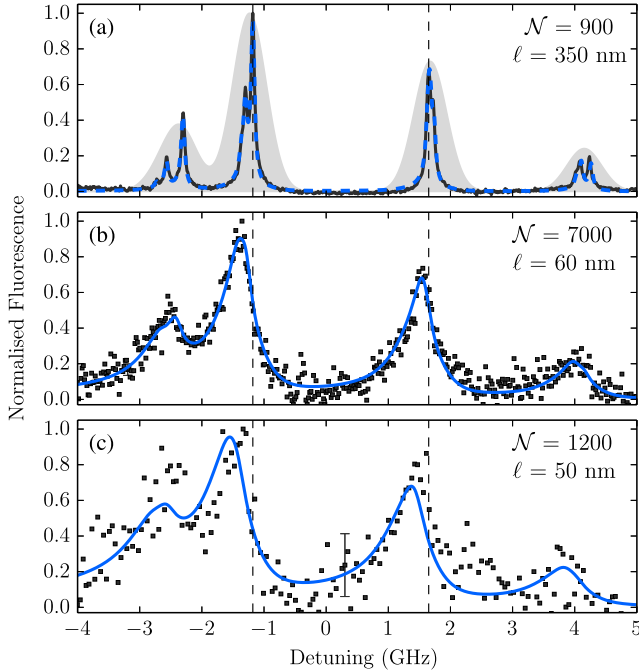 (a)
𝒩 = 900
ℓ = 350 nm
1.0
0.8
0.6
0.4
0.2
0.0
(b)
𝒩 = 7000
ℓ = 60 nm
1.0
0.8
0.6
0.4
0.2
0.0
Normalised Fluorescence
(c)
𝒩 = 1200
ℓ = 50 nm
1.0
0.8
0.6
0.4
0.2
0.0
−4 −3 −2 −1 0 1 2 3 4 5
Detuning (GHz)